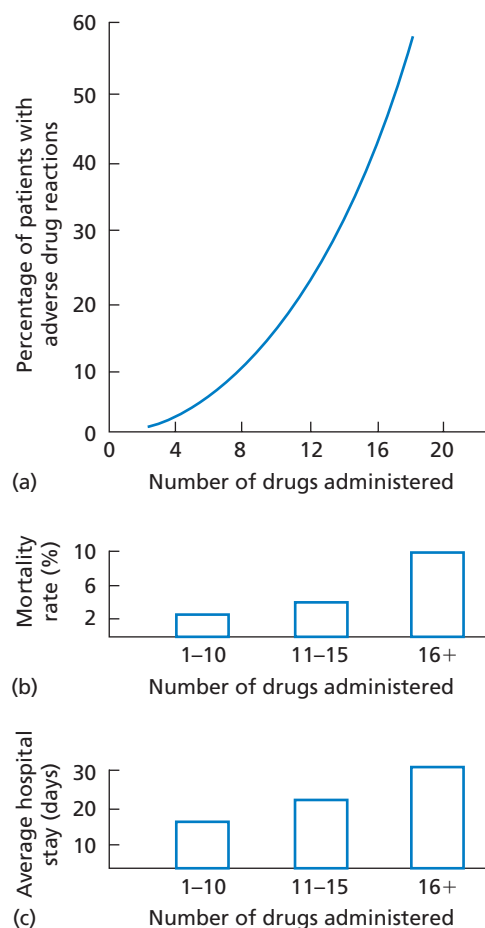 60
50
40
30
20
10
0
Percentage of patients with
adverse drug reactions
0 4 8 12 16 20
(a) Number of drugs administered
10
6
2
Mortality
rate (%)
1–10 11–15 16+
(b) Number of drugs administered
30
20
10
Average hospital
stay (days)
1–10 11–15 16+
(c) Number of drugs administered